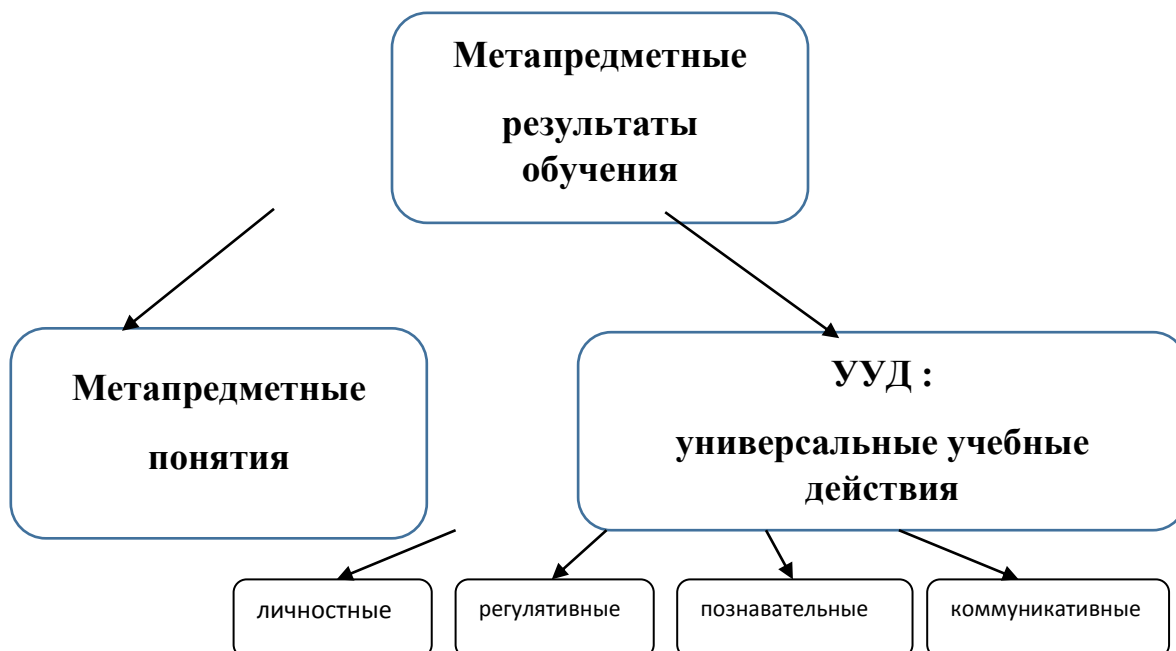 Метапредметные
результаты
обучения
Метапредметные
понятия
УУД :
универсальные учебные
действия
личностные
регулятивные
познавательные
коммуникативные